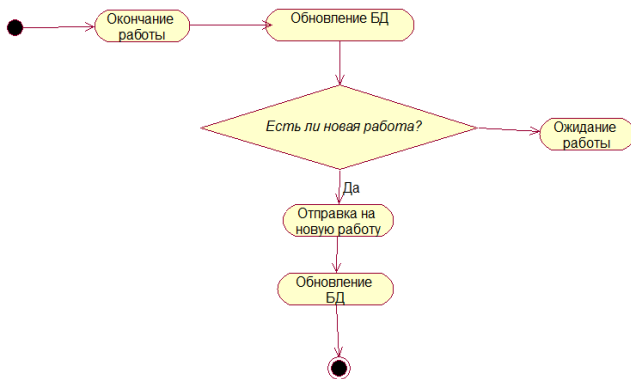 Окончание
работы
Обновление БД
Есть ли новая работа?
Ожидание
работы
Да
Отправка на
новую работу
Обновление
БД